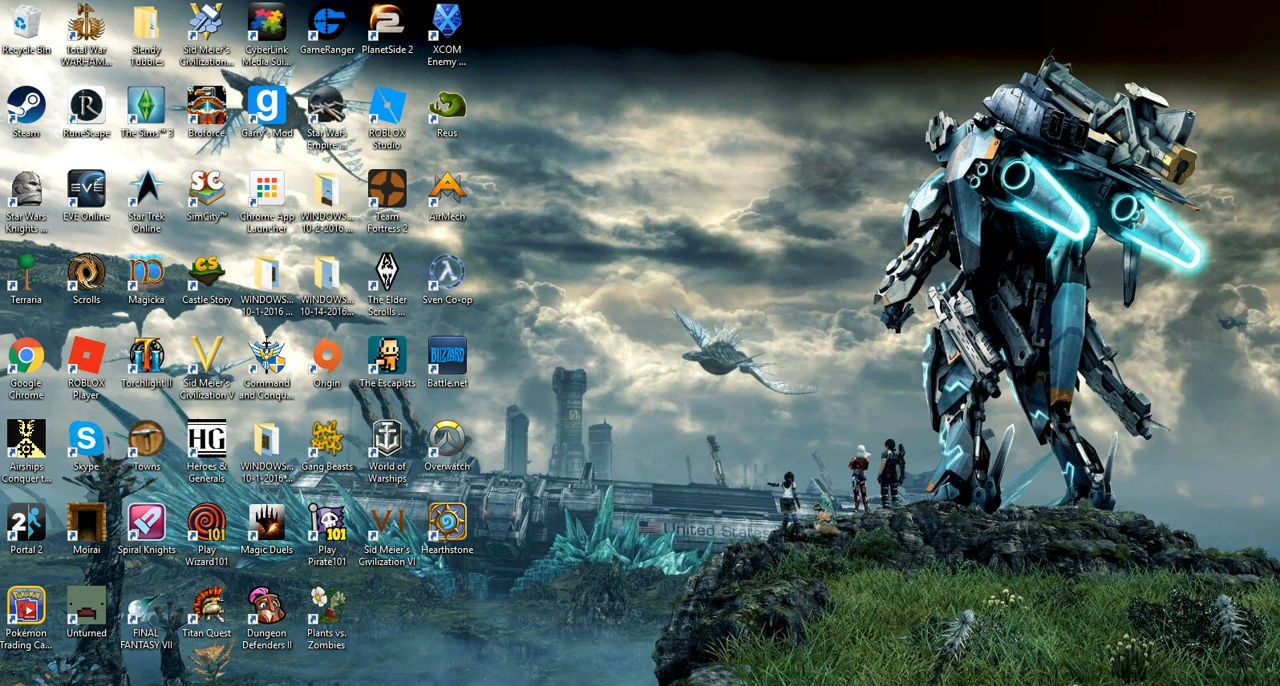 Recycle Bin
Total War
WARHAM...
Slendy
Tubbies
Sid Meier's
Civilization...
CyberLink
Media Sui...
GameRanger
PlanetSide 2
XCOM
Enemy ...
Steam
RuneScape
The Sims™ 3
Broforce
Garry's Mod
Star Wars
Empire ...
ROBLOX
Studio
Reus
Star Wars
Knights ...
EVE Online
Star Trek
Online
SimCity™
Chrome App
Launcher
WINDOWS...
10-2-2016 ...
Team
Fortress 2
AirMech
Terraria
Scrolls
Magicka
Castle Story
WINDOWS...
10-1-2016 ...
WINDOWS...
10-14-2016...
The Elder
Scrolls ...
Sven Co-op
Google
Chrome
ROBLOX
Player
Torchlight II
Sid Meier's
Civilization V
Command
and Conqu...
Origin
The Escapists
BLIZZARD
Battle.net
Airships
Conquer t...
Skype
Towns
HG
Heroes &
Generals
WINDOWS...
10-1-2016...
Gang Beasts
World of
Warships
Overwatch
Portal 2
Moirai
Spiral Knights
101
Play
Wizard101
Magic Duels
101
Play
Pirate101
VI
Sid Meier's
Civilization VI
Hearthstone
United States
Pokémon
Trading Ca...
Unturned
FINAL
FANTASY VII
Titan Quest
Dungeon
Defenders II
Plants vs.
Zombies